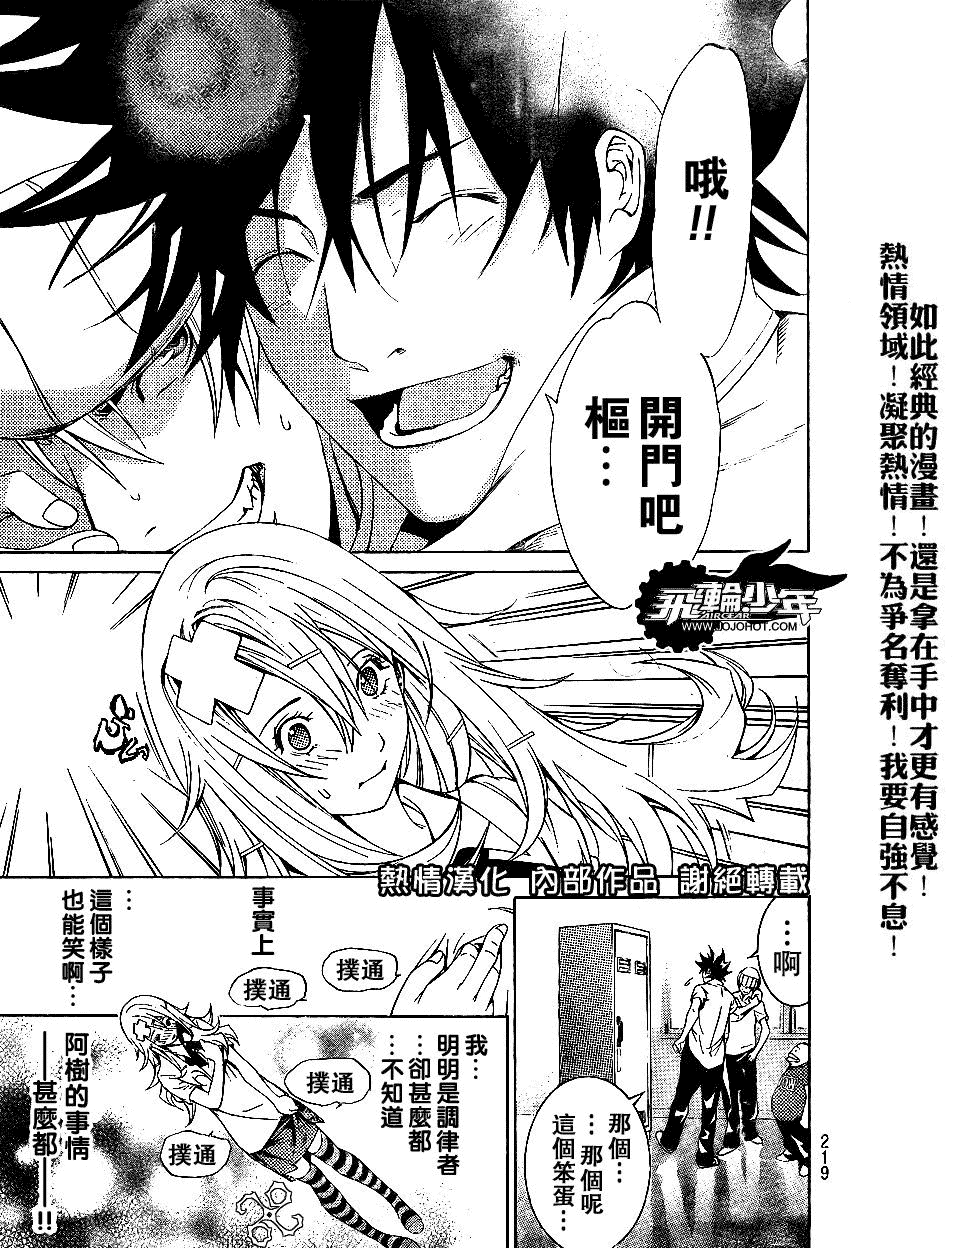 哦!!
開門吧
樞…
飛輪少年
AIRGEAR
WWW.JOJOHOT.COM
如此經典的漫畫！還是拿在手中才更有感覺！
熱情領域！凝聚熱情！不為爭名奪利！我要自強不息！
熱情漢化 內部作品 謝絕轉載
…啊
那個…
…那個呢
這個笨蛋…
撲通
撲通
事實上
…
這個樣子
也能笑啊…
我…
明明是調律者
…卻甚麼都
…不知道
撲通
撲通
阿樹的事情
——甚麼都——!!
219